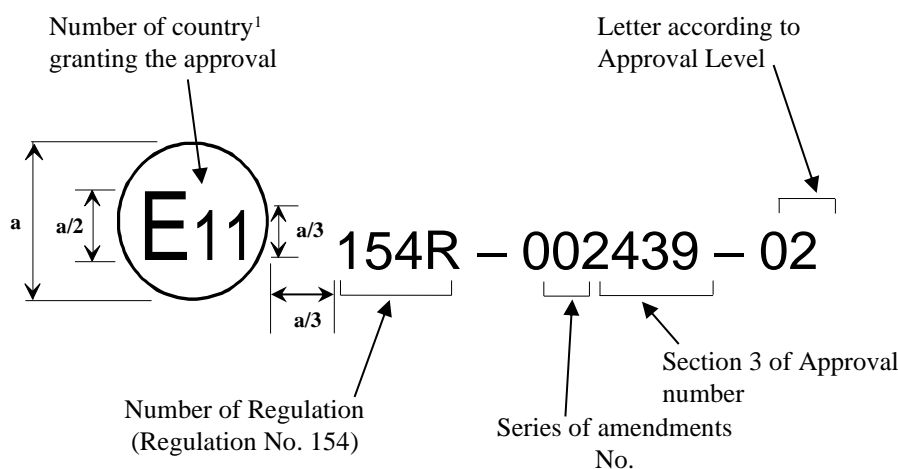 Number of country¹
granting the approval
Letter according to
Approval Level
a
a/2
E11
a/3
154R – 002439 – 02
a/3
Section 3 of Approval
number
Number of Regulation
(Regulation No. 154)
Series of amendments
No.